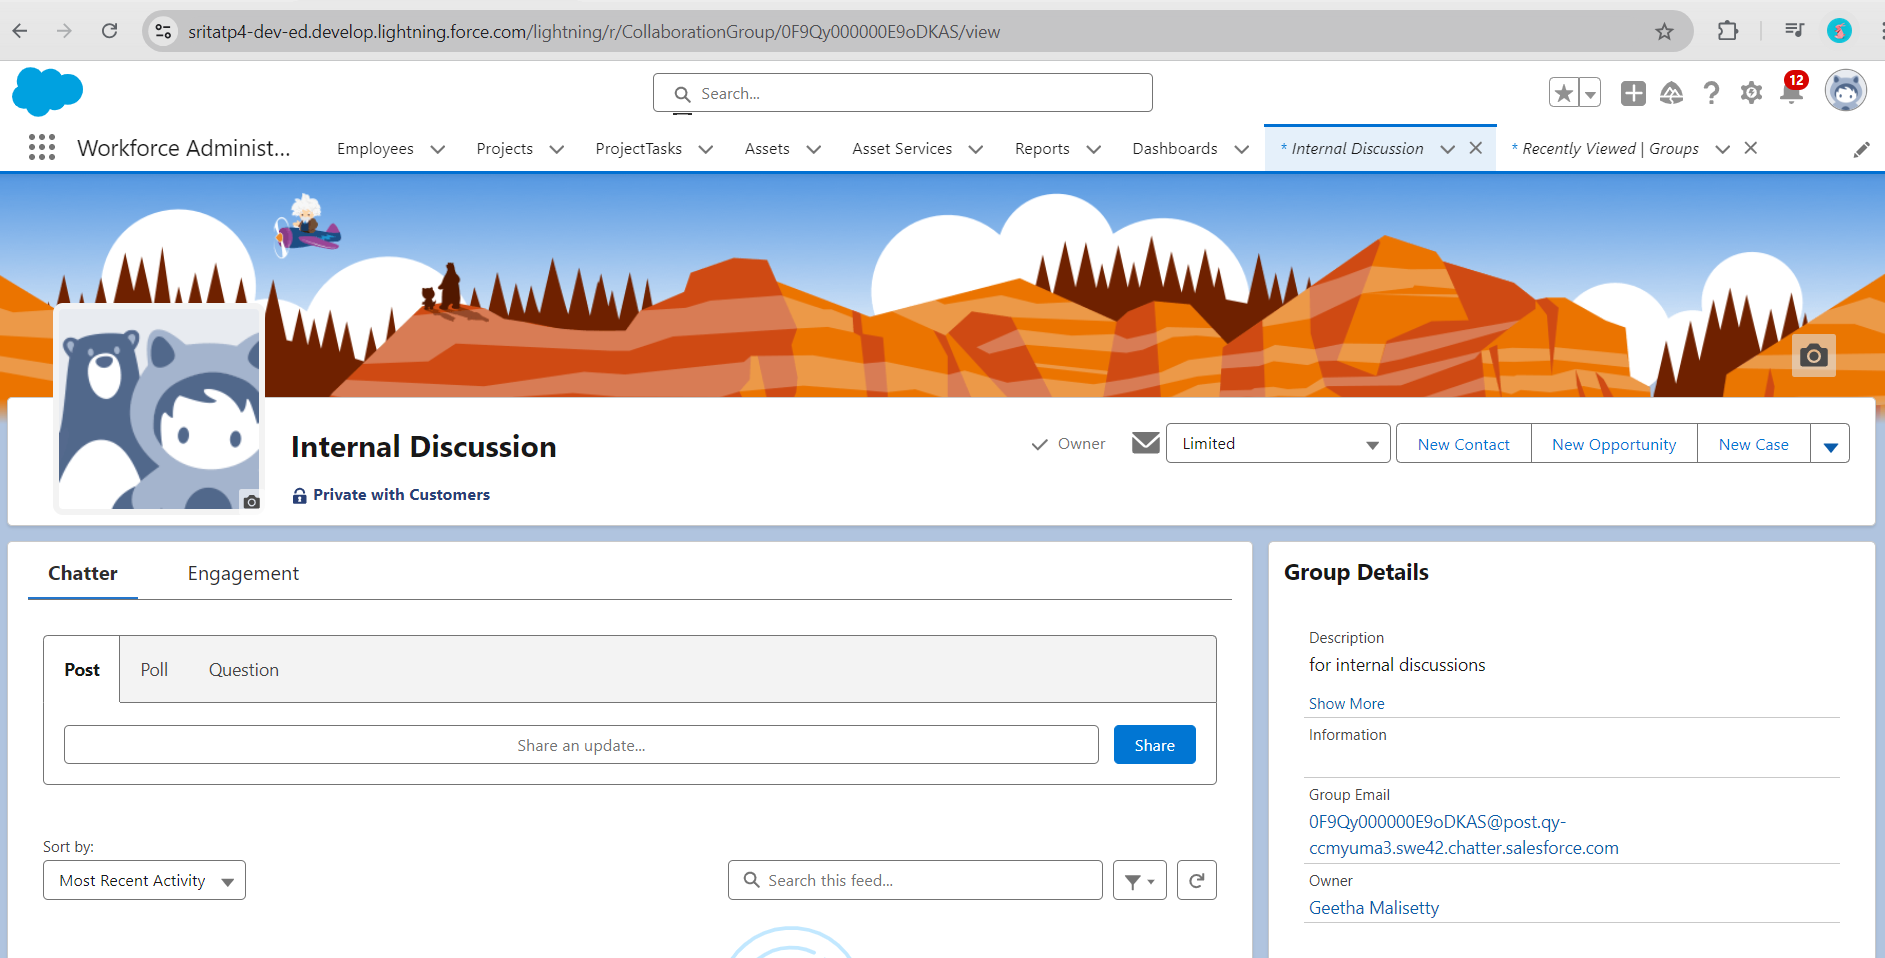 sritatp4-dev-ed.develop.lightning.force.com/lightning/r/CollaborationGroup/0F9Qy000000E9oDKAS/view
Search...
12
Workforce Administ...
Employees
Projects
ProjectTasks
Assets
Asset Services
Reports
Dashboards
* Internal Discussion
* Recently Viewed | Groups
Internal Discussion
Private with Customers
Owner
Limited
New Contact
New Opportunity
New Case
Chatter
Engagement
Post
Poll
Question
Share an update...
Share
Sort by:
Most Recent Activity
Search this feed...
Group Details
Description
for internal discussions
Show More
Information
Group Email
0F9Qy000000E9oDKAS@post.qy-
ccmyuma3.swe42.chatter.salesforce.com
Owner
Geetha Malisetty